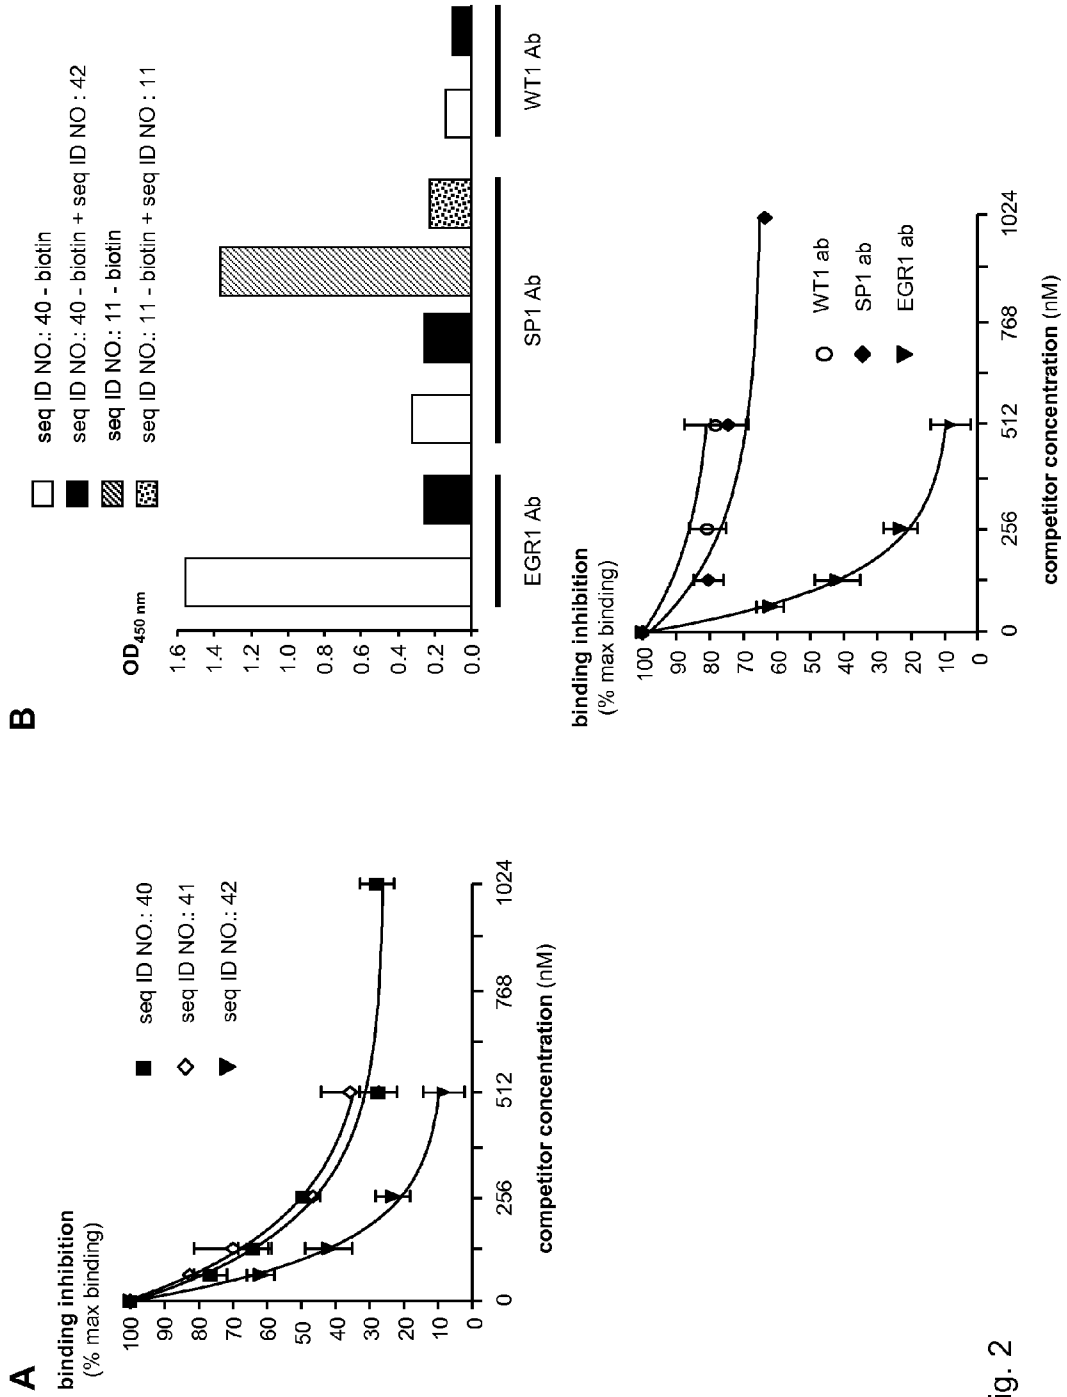 A
binding inhibition
(% max binding)
100
90
80
70
60
50
40
30
20
10
0
0
256
512
768
1024
competitor concentration (nM)
seq ID NO.: 40
seq ID NO.: 41
seq ID NO.: 42
B
seq ID NO.: 40 - biotin
seq ID NO.: 40 - biotin + seq ID NO : 42
seq ID NO.: 11 - biotin
seq ID NO.: 11 - biotin + seq ID NO : 11
OD450 nm
1.6
1.4
1.2
1.0
0.8
0.6
0.4
0.2
0.0
EGR1 Ab
SP1 Ab
WT1 Ab
binding inhibition
(% max binding)
100
90
80
70
60
50
40
30
20
10
0
0
256
512
768
1024
competitor concentration (nM)
WT1 ab
SP1 ab
EGR1 ab
ig. 2